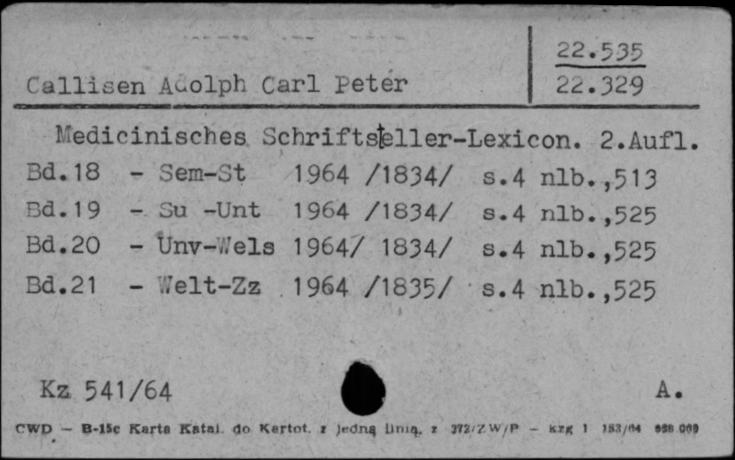 22.535
Callisen Adolph Carl Peter 22.329
Medicinisches Schriftsteller-Lexicon. 2.Aufl.
Bd.18 - Sem-St 1964 /1834/ s.4 nlb.,513
Bd.19 - Su -Unt 1964 /1834/ s.4 nlb.,525
Bd.20 - Unv-Wels 1964/ 1834/ s.4 nlb.,525
Bd.21 - Welt-Zz 1964 /1835/ s.4 nlb.,525
Kz 541/64 A.
CWD — B-15c Karta Katal. do Kartot. z jedną linią. z 372/ZW/P — kzg 1 153/64